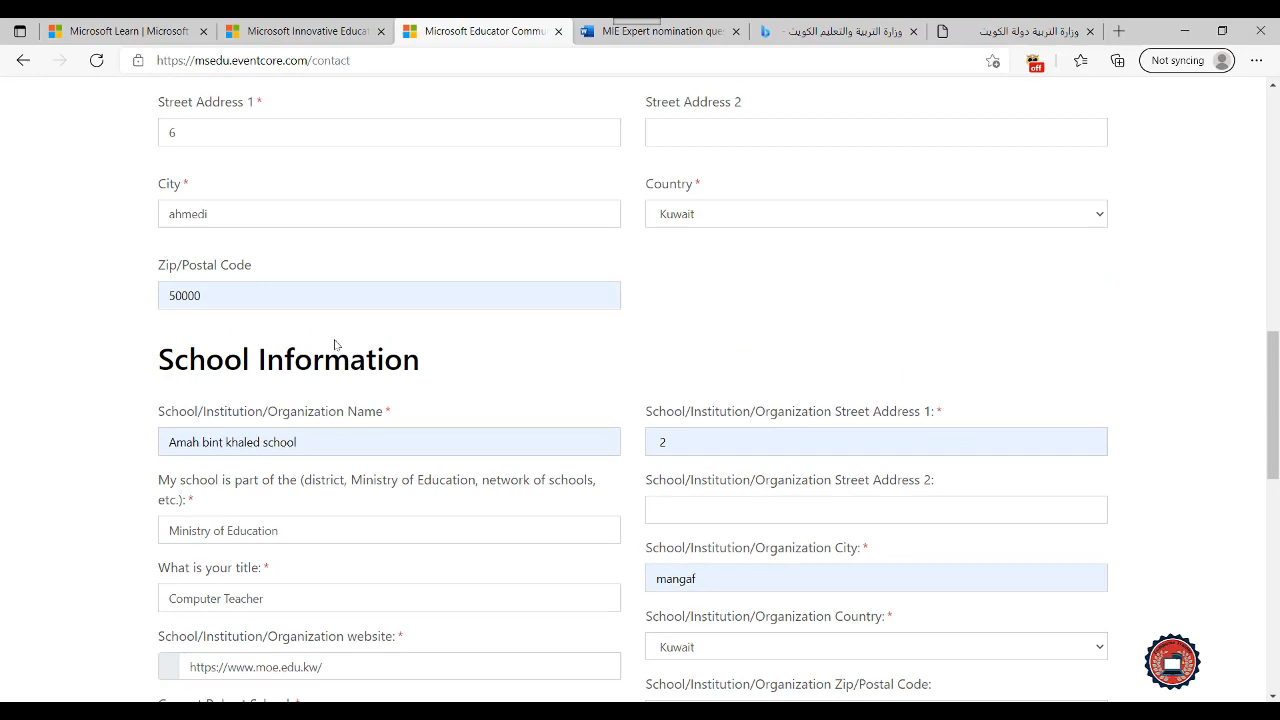 Microsoft Learn | Microsoft
Microsoft Innovative Educat
Microsoft Educator Commu
MIE Expert nomination que
وزارة التربية والتعليم الكويت -
وزارة التربية دولة الكويت
https://msedu.eventcore.com/contact
off
Not syncing
Street Address 1 *
Street Address 2
6
City *
Country *
ahmedi
Kuwait
Zip/Postal Code
50000
School Information
School/Institution/Organization Name *
School/Institution/Organization Street Address 1: *
Amah bint khaled school
2
My school is part of the (district, Ministry of Education, network of schools,
etc.): *
School/Institution/Organization Street Address 2:
Ministry of Education
School/Institution/Organization City: *
What is your title: *
mangaf
Computer Teacher
School/Institution/Organization Country: *
School/Institution/Organization website: *
Kuwait
https://www.moe.edu.kw/
School/Institution/Organization Zip/Postal Code: